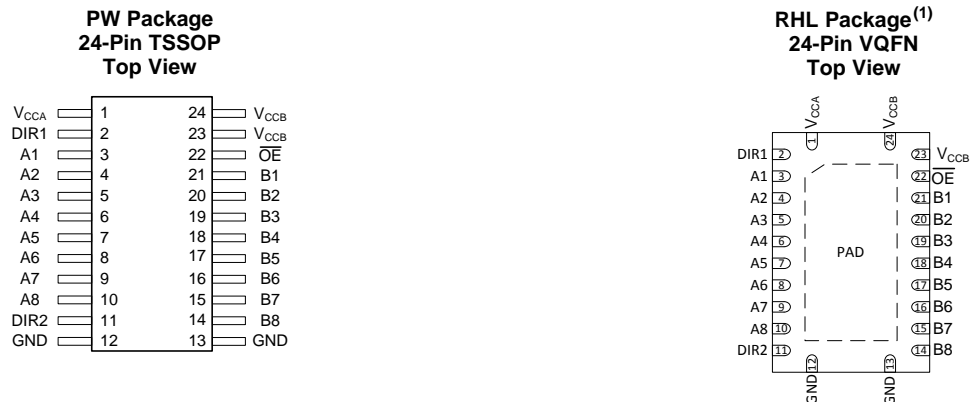 PW Package
24-Pin TSSOP
Top View
VCCA 1 24 VCCB
DIR1 2 23 VCCB
A1 3 22 OE
A2 4 21 B1
A3 5 20 B2
A4 6 19 B3
A5 7 18 B4
A6 8 17 B5
A7 9 16 B6
A8 10 15 B7
DIR2 11 14 B8
GND 12 13 GND
RHL Package(1)
24-Pin VQFN
Top View
VCCA VCCB
1 24
DIR1 2 23 VCCB
A1 3 22 OE
A2 4 21 B1
A3 5 20 B2
A4 6 19 B3
A5 7 PAD 18 B4
A6 8 17 B5
A7 9 16 B6
A8 10 15 B7
DIR2 11 14 B8
12 13
GND GND